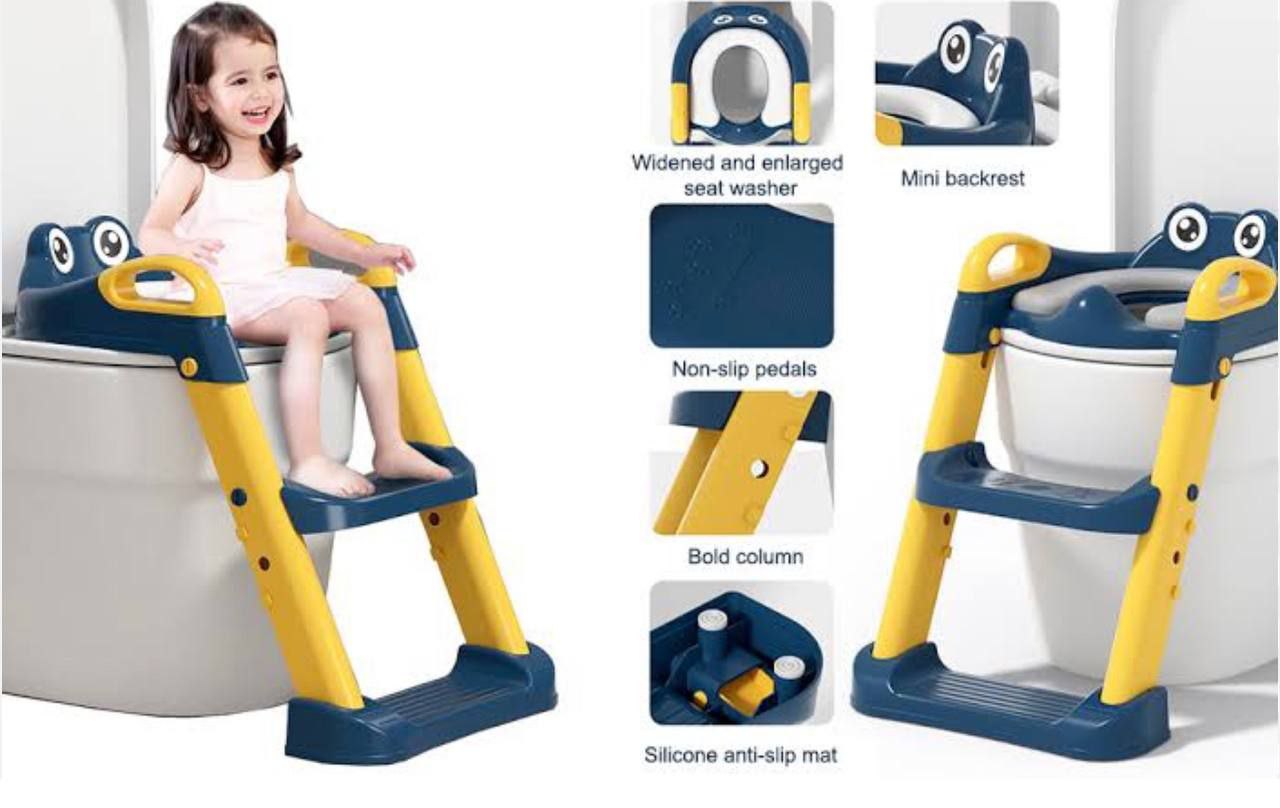 Widened and enlarged
seat washer
Mini backrest
Non-slip pedals
Bold column
Silicone anti-slip mat